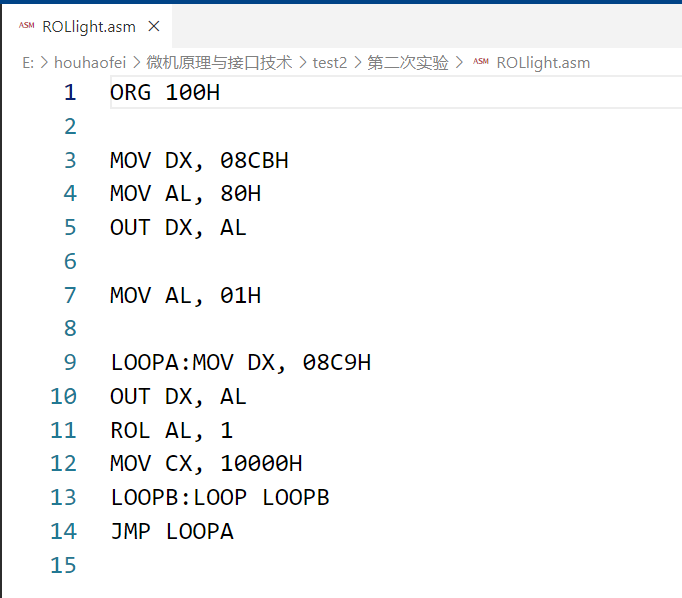 ASM ROLlight.asm ×
E: > houhaofei > 微机原理与接口技术 > test2 > 第二次实验 > ASM ROLlight.asm
1 ORG 100H
2
3 MOV DX, 08CBH
4 MOV AL, 80H
5 OUT DX, AL
6
7 MOV AL, 01H
8
9 LOOPA:MOV DX, 08C9H
10 OUT DX, AL
11 ROL AL, 1
12 MOV CX, 10000H
13 LOOPB:LOOP LOOPB
14 JMP LOOPA
15